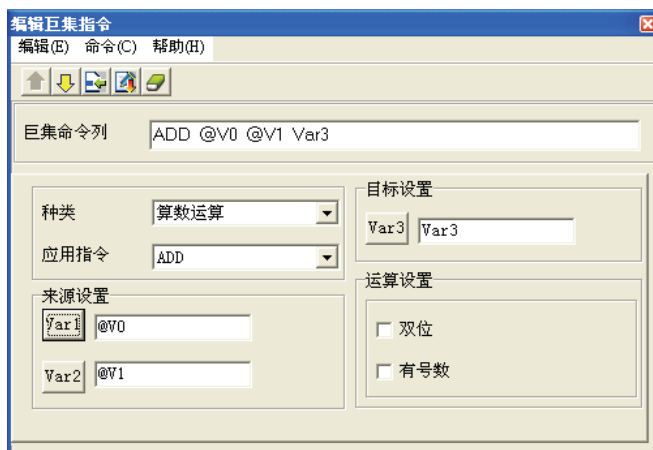 编辑巨集指令
编辑(E) 命令(C) 帮助(H)
巨集命令列 ADD @V0 @V1 Var3
种类 算数运算
应用指令 ADD
来源设置
Var1 @V0
Var2 @V1
目标设置
Var3 Var3
运算设置
双位
有号数